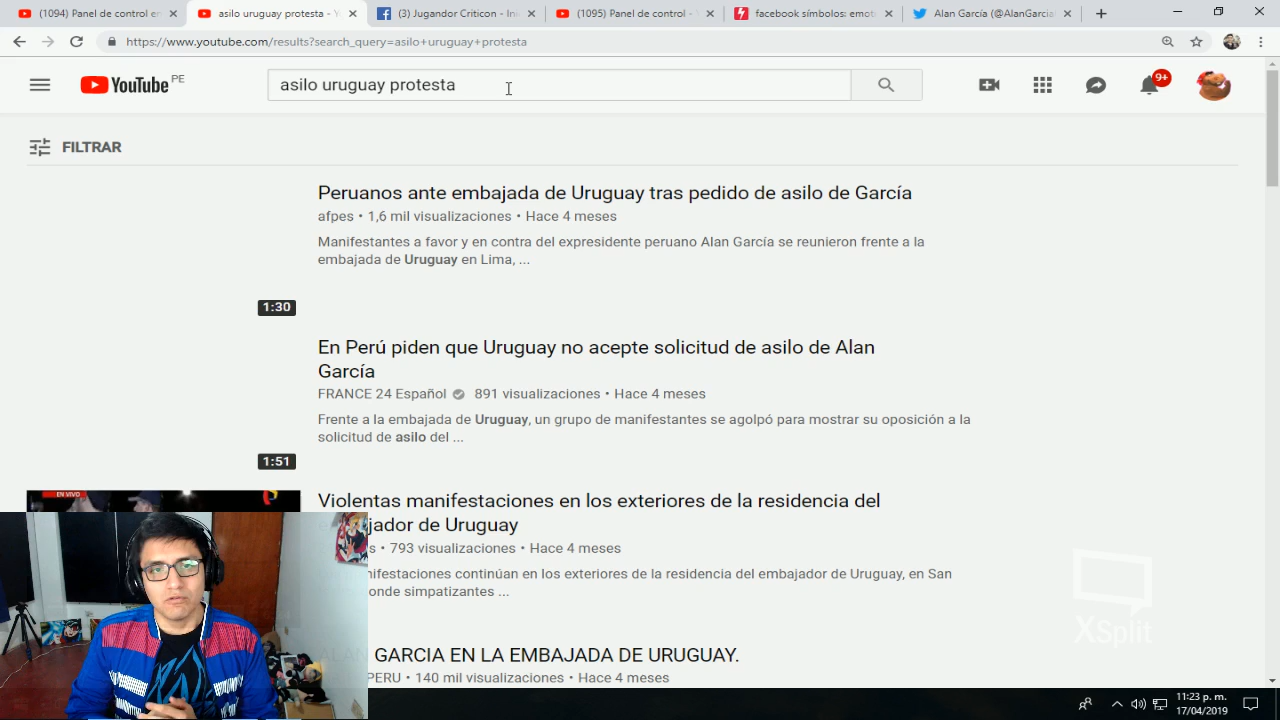 (1094) Panel de control en
asilo uruguay protesta - Y
(3) Jugador Criticon - Ini
(1095) Panel de control -
facebook símbolos: emot
Alan García (@AlanGarcia
https://www.youtube.com/results?search_query=asilo+uruguay+protesta
YouTube PE
asilo uruguay protesta
9+
FILTRAR
Peruanos ante embajada de Uruguay tras pedido de asilo de García
afpes • 1,6 mil visualizaciones • Hace 4 meses
Manifestantes a favor y en contra del expresidente peruano Alan García se reunieron frente a la
embajada de Uruguay en Lima, ...
1:30
En Perú piden que Uruguay no acepte solicitud de asilo de Alan
García
FRANCE 24 Español 891 visualizaciones • Hace 4 meses
Frente a la embajada de Uruguay, un grupo de manifestantes se agolpó para mostrar su oposición a la
solicitud de asilo del ...
1:51
EN VIVO
Violentas manifestaciones en los exteriores de la residencia del
jador de Uruguay
s • 793 visualizaciones • Hace 4 meses
nifestaciones continúan en los exteriores de la residencia del embajador de Uruguay, en San
onde simpatizantes ...
XSplit
ALAN GARCIA EN LA EMBAJADA DE URUGUAY.
PERU • 140 mil visualizaciones • Hace 4 meses
11:23 p. m.
17/04/2019